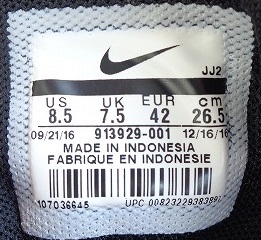 JJ2
US UK EUR cm
8.5 7.5 42 26.5
09/21/16 913929-001 12/16/16
MADE IN INDONESIA
FABRIQUE EN INDONESIE
107036645